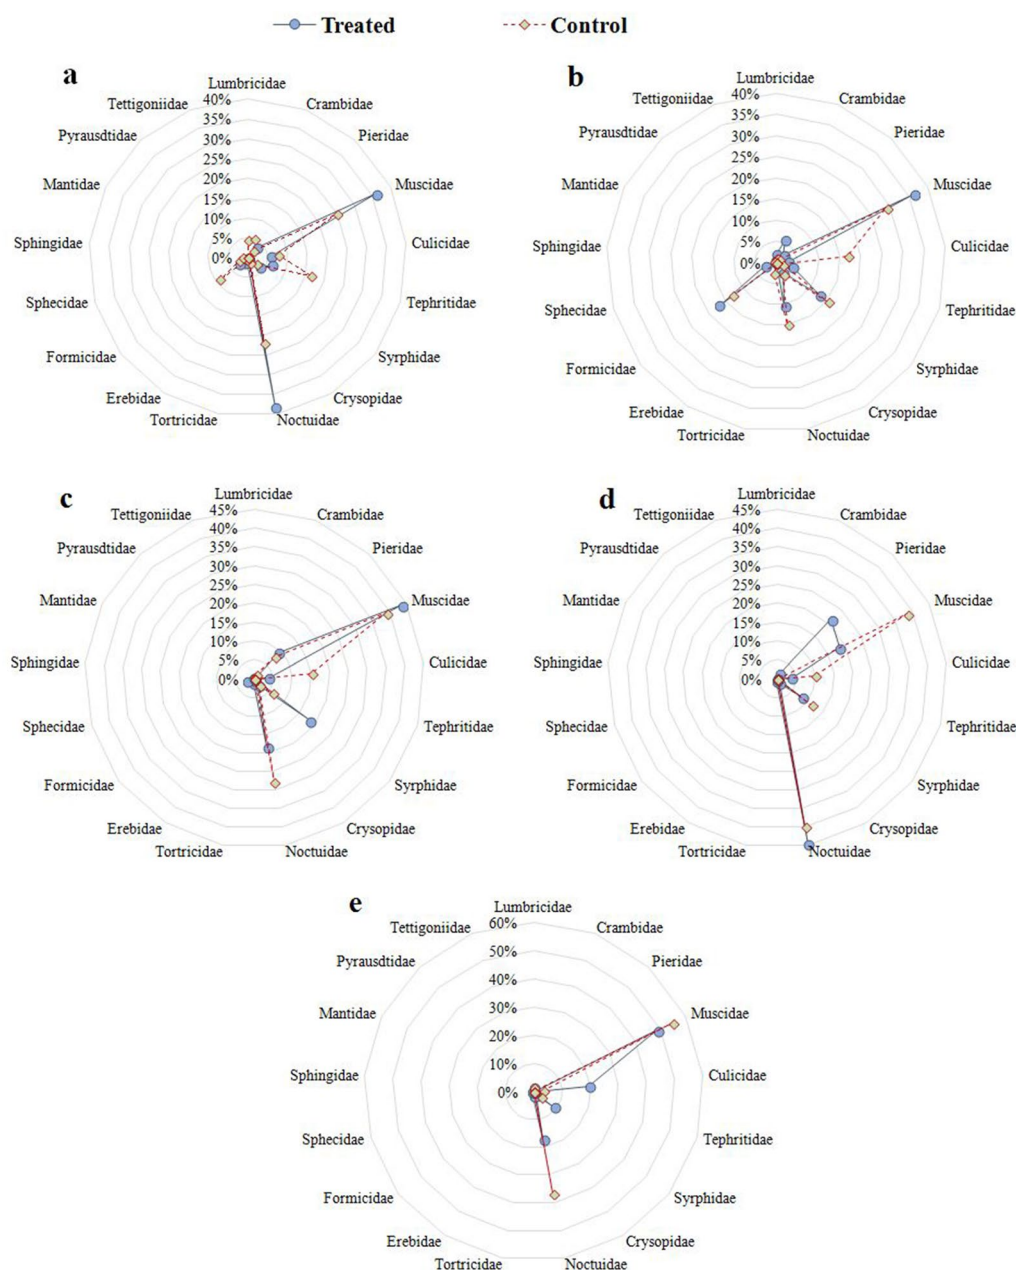 Treated Control
a
Lumbricidae
Crambidae
Pieridae
Muscidae
Culicidae
Tephritidae
Syrphidae
Crysopidae
Noctuidae
Tortricidae
Erebidae
Formicidae
Sphecidae
Sphingidae
Mantidae
Pyrausdtidae
Tettigoniidae
40%
35%
30%
25%
20%
15%
10%
5%
0%
b
Lumbricidae
Crambidae
Pieridae
Muscidae
Culicidae
Tephritidae
Syrphidae
Crysopidae
Noctuidae
Tortricidae
Erebidae
Formicidae
Sphecidae
Sphingidae
Mantidae
Pyrausdtidae
Tettigoniidae
40%
35%
30%
25%
20%
15%
10%
5%
0%
c
Lumbricidae
Crambidae
Pieridae
Muscidae
Culicidae
Tephritidae
Syrphidae
Crysopidae
Noctuidae
Tortricidae
Erebidae
Formicidae
Sphecidae
Sphingidae
Mantidae
Pyrausdtidae
Tettigoniidae
45%
40%
35%
30%
25%
20%
15%
10%
5%
0%
d
Lumbricidae
Crambidae
Pieridae
Muscidae
Culicidae
Tephritidae
Syrphidae
Crysopidae
Noctuidae
Tortricidae
Erebidae
Formicidae
Sphecidae
Sphingidae
Mantidae
Pyrausdtidae
Tettigoniidae
45%
40%
35%
30%
25%
20%
15%
10%
5%
0%
e
Lumbricidae
Crambidae
Pieridae
Muscidae
Culicidae
Tephritidae
Syrphidae
Crysopidae
Noctuidae
Tortricidae
Erebidae
Formicidae
Sphecidae
Sphingidae
Mantidae
Pyrausdtidae
Tettigoniidae
60%
50%
40%
30%
20%
10%
0%